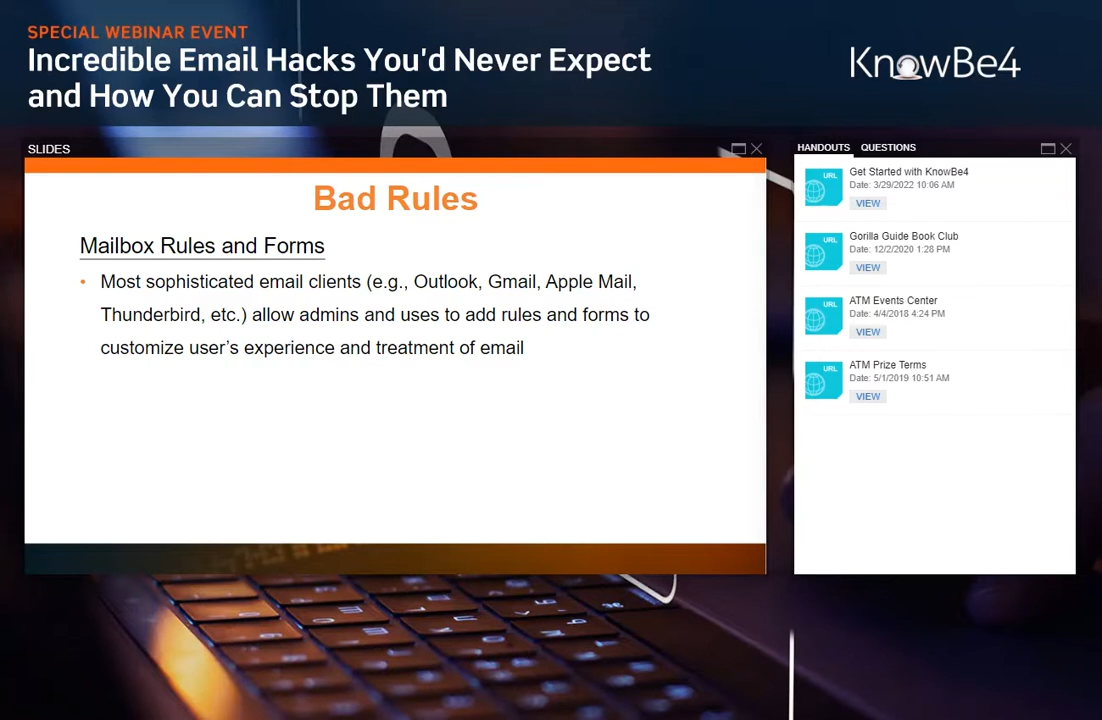 SPECIAL WEBINAR EVENT
Incredible Email Hacks You'd Never Expect
and How You Can Stop Them
KnowBe4
SLIDES
Bad Rules
Mailbox Rules and Forms
• Most sophisticated email clients (e.g., Outlook, Gmail, Apple Mail,
Thunderbird, etc.) allow admins and uses to add rules and forms to
customize user’s experience and treatment of email
HANDOUTS QUESTIONS
URL
Get Started with KnowBe4
Date: 3/29/2022 10:06 AM
VIEW
URL
Gorilla Guide Book Club
Date: 12/2/2020 1:28 PM
VIEW
URL
ATM Events Center
Date: 4/4/2018 4:24 PM
VIEW
URL
ATM Prize Terms
Date: 5/1/2019 10:51 AM
VIEW